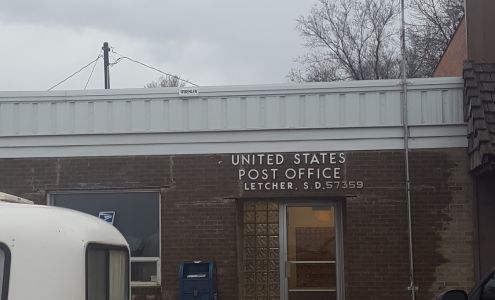 UNITED STATES
POST OFFICE
LETCHER, S.D. 57359